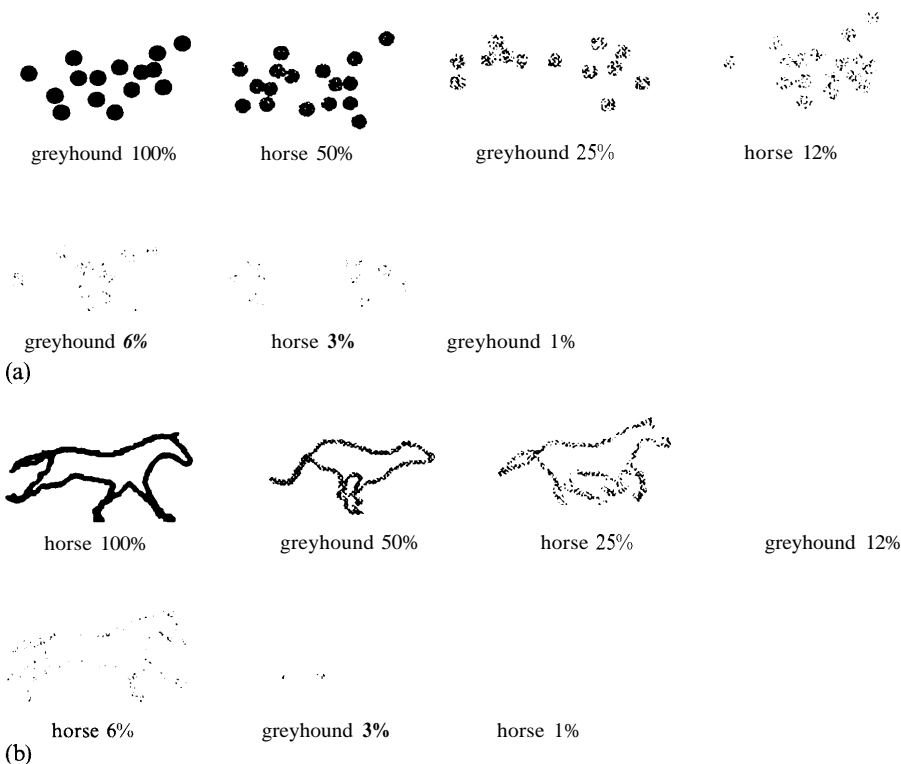 greyhound 100% horse 50% greyhound 25% horse 12%
greyhound 6% horse 3% greyhound 1%
(a)
horse 100% greyhound 50% horse 25% greyhound 12%
horse 6% greyhound 3% horse 1%
(b)